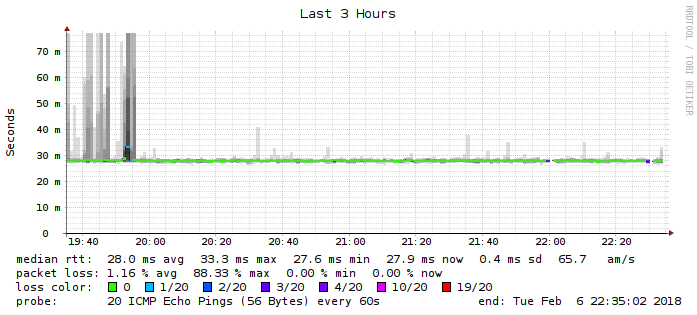 Last 3 Hours
RRDTOOL / TOBI OETIKER
Seconds
70 m
60 m
50 m
40 m
30 m
20 m
10 m
0
19:40 20:00 20:20 20:40 21:00 21:20 21:40 22:00 22:20
median rtt: 28.0 ms avg 33.3 ms max 27.6 ms min 27.9 ms now 0.4 ms sd 65.7 am/s
packet loss: 1.16 % avg 88.33 % max 0.00 % min 0.00 % now
loss color: 0 1/20 2/20 3/20 4/20 10/20 19/20
probe: 20 ICMP Echo Pings (56 Bytes) every 60s end: Tue Feb 6 22:35:02 2018